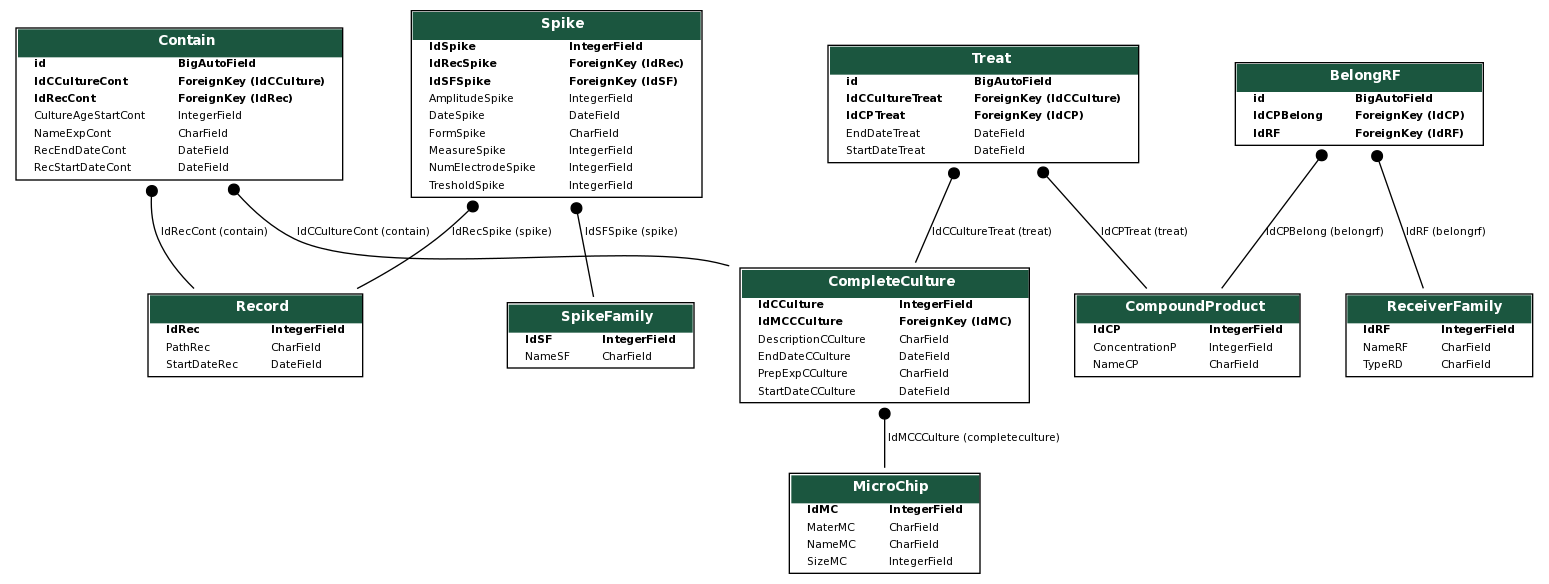 Contain
id BigAutoField
IdCCultureCont ForeignKey (IdCCulture)
IdRecCont ForeignKey (IdRec)
CultureAgeStartCont IntegerField
NameExpCont CharField
RecEndDateCont DateField
RecStartDateCont DateField
Spike
IdSpike IntegerField
IdRecSpike ForeignKey (IdRec)
IdSFSpike ForeignKey (IdSF)
AmplitudeSpike IntegerField
DateSpike DateField
FormSpike CharField
MeasureSpike IntegerField
NumElectrodeSpike IntegerField
TresholdSpike IntegerField
Treat
id BigAutoField
IdCCultureTreat ForeignKey (IdCCulture)
IdCPTreat ForeignKey (IdCP)
EndDateTreat DateField
StartDateTreat DateField
BelongRF
id BigAutoField
IdCPBelong ForeignKey (IdCP)
IdRF ForeignKey (IdRF)
IdRecCont (contain)
IdCCultureCont (contain)
IdRecSpike (spike)
IdSFSpike (spike)
IdCCultureTreat (treat)
IdCPTreat (treat)
IdCPBelong (belongrf)
IdRF (belongrf)
Record
IdRec IntegerField
PathRec CharField
StartDateRec DateField
SpikeFamily
IdSF IntegerField
NameSF CharField
CompleteCulture
IdCCulture IntegerField
IdMCCCulture ForeignKey (IdMC)
DescriptionCCulture CharField
EndDateCCulture DateField
PrepExpCCulture CharField
StartDateCCulture DateField
CompoundProduct
IdCP IntegerField
ConcentrationP IntegerField
NameCP CharField
ReceiverFamily
IdRF IntegerField
NameRF CharField
TypeRD CharField
IdMCCCulture (completeculture)
MicroChip
IdMC IntegerField
MaterMC CharField
NameMC CharField
SizeMC IntegerField